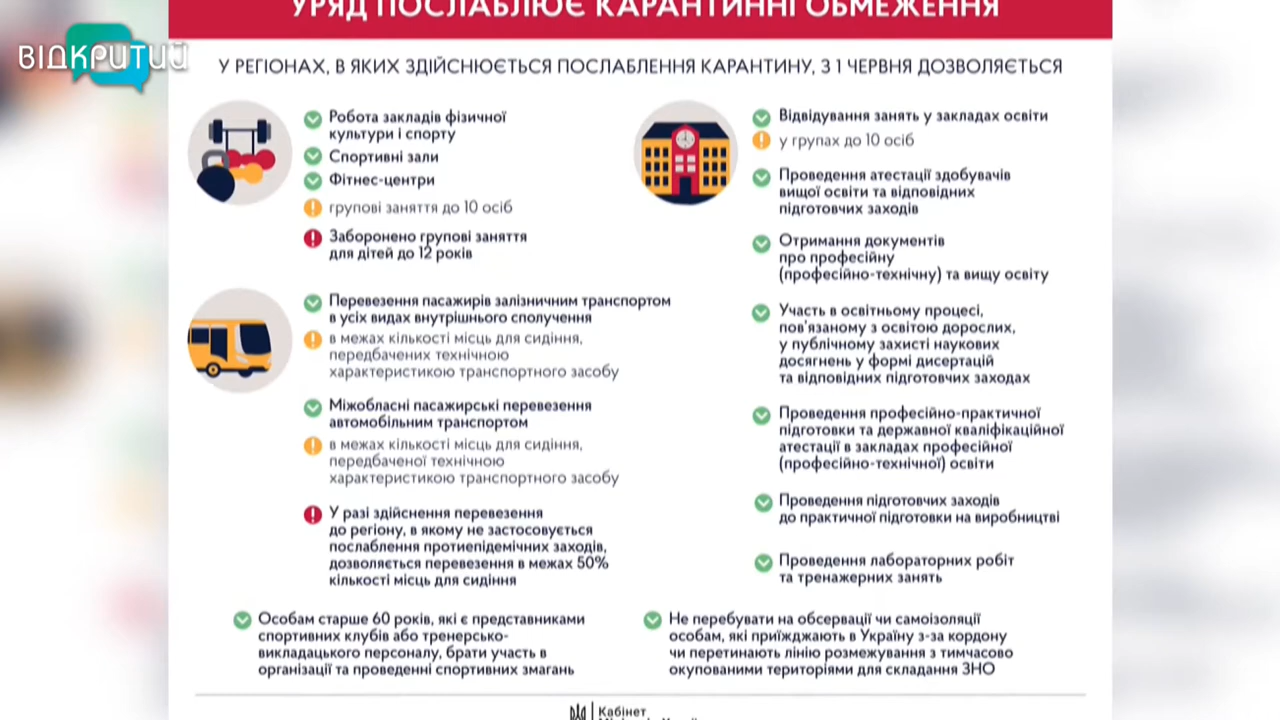 УРЯД ПОСЛАБЛЮЄ КАРАНТИННІ ОБМЕЖЕННЯ
ВІДКРИТИЙ
У РЕГІОНАХ, В ЯКИХ ЗДІЙСНЮЄТЬСЯ ПОСЛАБЛЕННЯ КАРАНТИНУ, З 1 ЧЕРВНЯ ДОЗВОЛЯЄТЬСЯ
Робота закладів фізичної
культури і спорту
Спортивні зали
Фітнес-центри
групові заняття до 10 осіб
Заборонено групові заняття
для дітей до 12 років
Перевезення пасажирів залізничним транспортом
в усіх видах внутрішнього сполучення
в межах кількості місць для сидіння,
передбачених технічною
характеристикою транспортного засобу
Міжобласні пасажирські перевезення
автомобільним транспортом
в межах кількості місць для сидіння,
передбаченої технічною
характеристикою транспортного засобу
У разі здійснення перевезення
до регіону, в якому не застосовується
послаблення протиепідемічних заходів,
дозволяється перевезення в межах 50%
кількості місць для сидіння
Відвідування занять у закладах освіти
у групах до 10 осіб
Проведення атестації здобувачів
вищої освіти та відповідних
підготовчих заходів
Отримання документів
про професійну
(професійно-технічну) та вищу освіту
Участь в освітньому процесі,
пов'язаному з освітою дорослих,
у публічному захисті наукових
досягнень у формі дисертацій
та відповідних підготовчих заходах
Проведення професійно-практичної
підготовки та державної кваліфікаційної
атестації в закладах професійної
(професійно-технічної) освіти
Проведення підготовчих заходів
до практичної підготовки на виробництві
Проведення лабораторних робіт
та тренажерних занять
Особам старше 60 років, які є представниками
спортивних клубів або тренерсько-
викладацького персоналу, брати участь в
організації та проведенні спортивних змагань
Не перебувати на обсервації чи самоізоляції
особам, які приїжджають в Україну з-за кордону
чи перетинають лінію розмежування з тимчасово
окупованими територіями для складання ЗНО
Кабінет